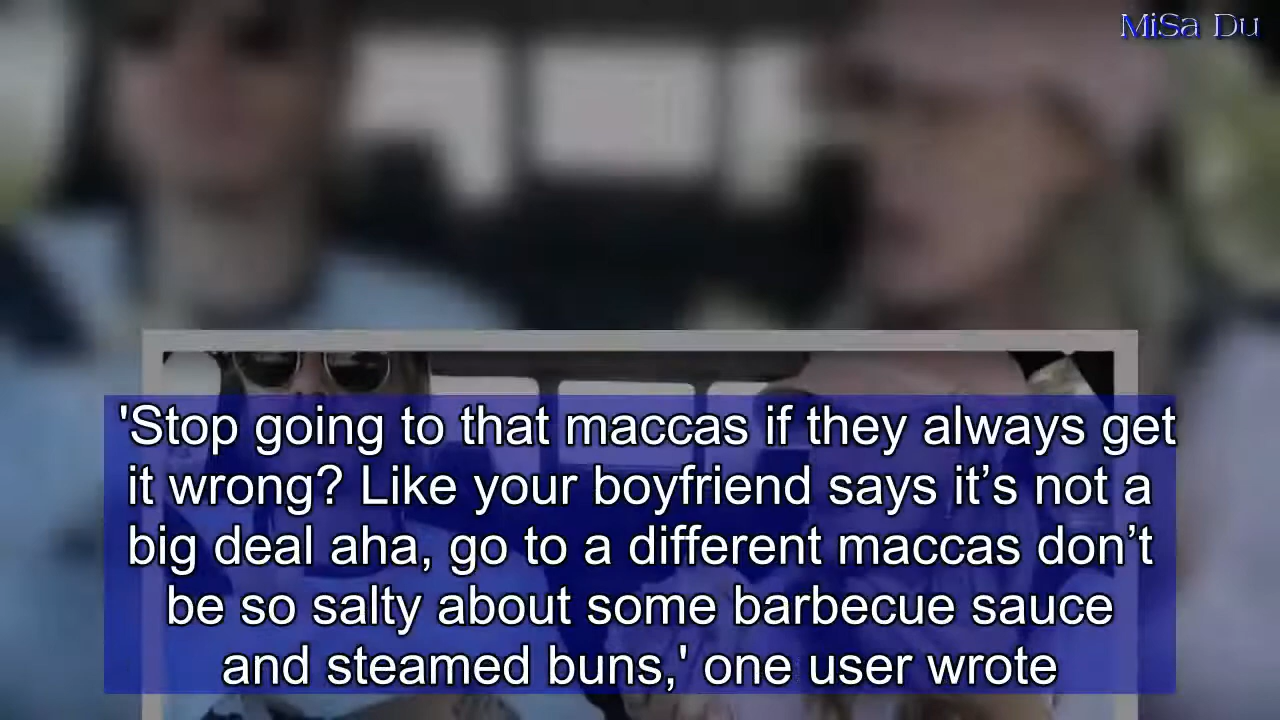 MiSa Du
'Stop going to that maccas if they always get
it wrong? Like your boyfriend says it’s not a
big deal aha, go to a different maccas don’t
be so salty about some barbecue sauce
and steamed buns,' one user wrote